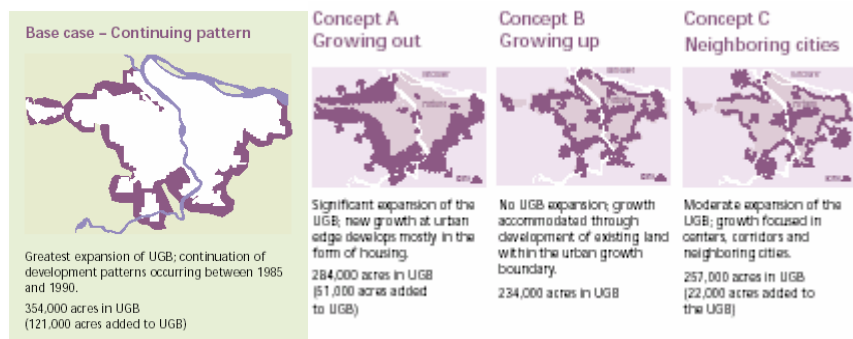 Base case – Continuing pattern
Greatest expansion of UGB; continuation of
development patterns occurring between 1985
and 1990.
354,000 acres in UGB
(121,000 acres added to UGB)
Concept A
Growing out
Significant expansion of the
UGB; new growth at urban
edge develops mostly in the
form of housing.
284,000 acres in UGB
(51,000 acres added
to UGB)
Concept B
Growing up
No UGB expansion; growth
accommodated through
development of existing land
within the urban growth
boundary.
234,000 acres in UGB
Concept C
Neighboring cities
Moderate expansion of the
UGB; growth focused in
centers, corridors and
neighboring cities.
257,000 acres in UGB
(22,000 acres added to
the UGB)